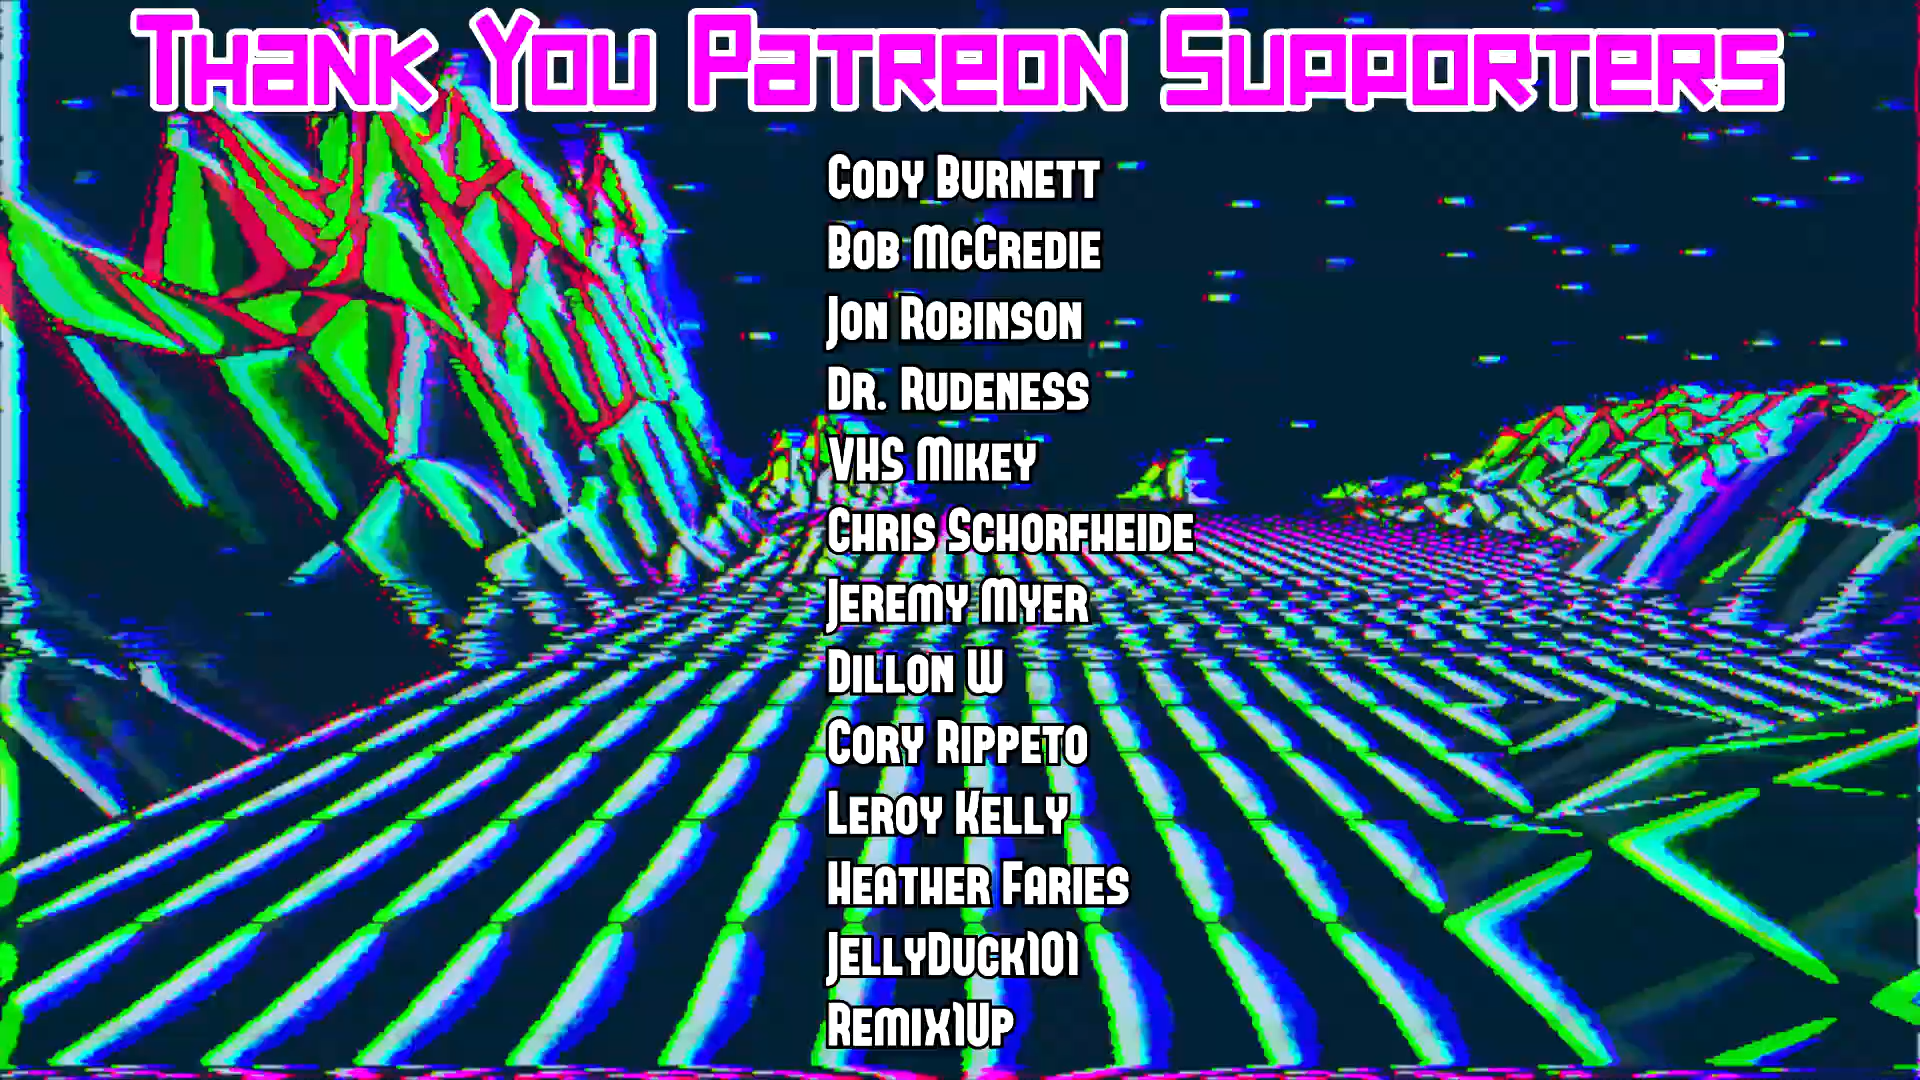 Thank You Patreon Supporters
Cody Burnett
Bob McCredie
Jon Robinson
Dr. Rudeness
VHS Mikey
Chris Schorfheide
Jeremy Myer
Dillon W
Cory Rippeto
Leroy Kelly
Heather Faries
JellyDuck101
Remix1Up